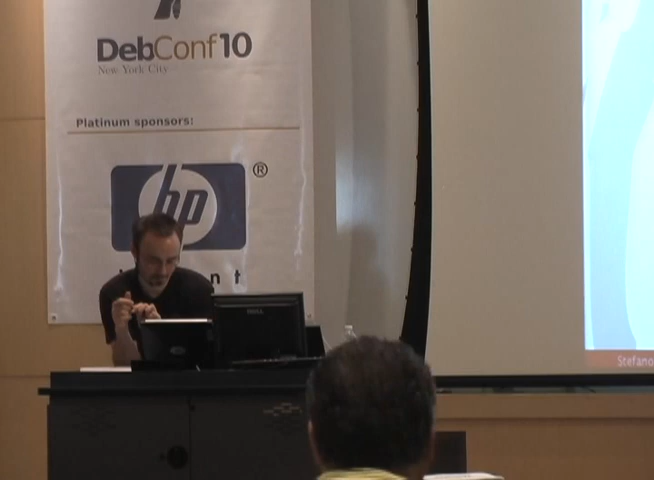 DebConf10
New York City
Platinum sponsors:
hp ®
n t
DELL
Stefano